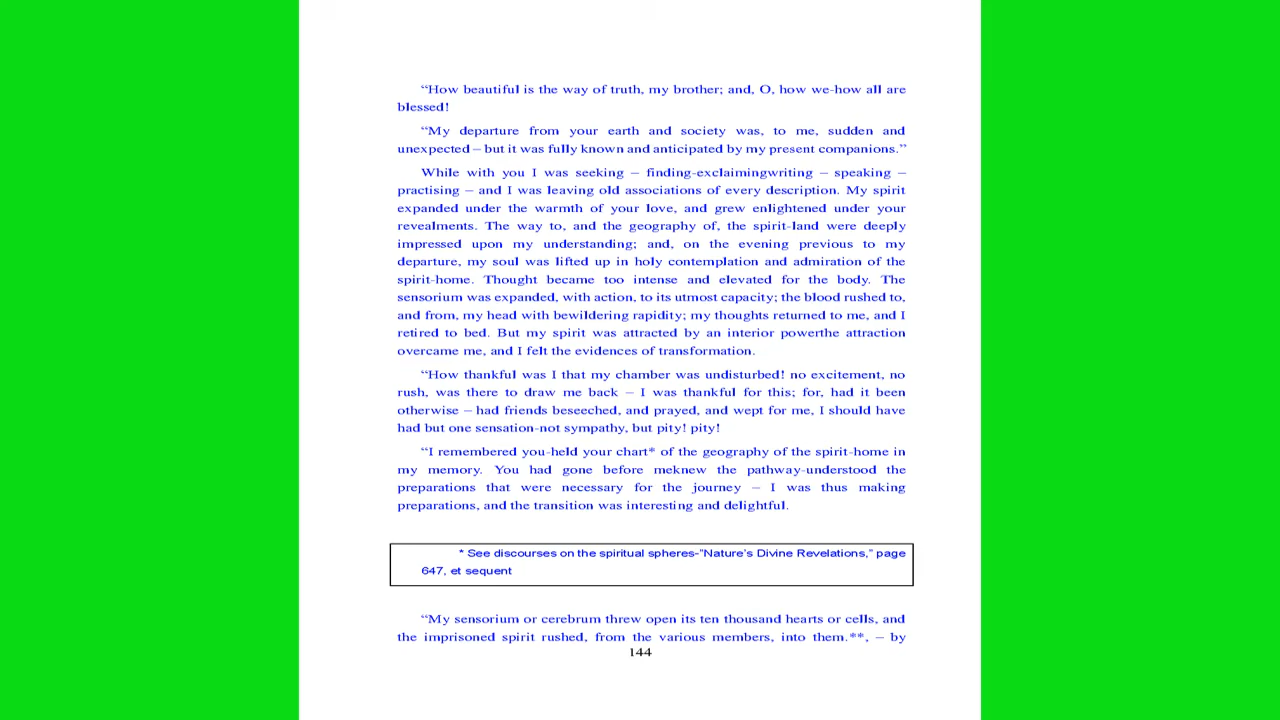 “How beautiful is the way of truth, my brother; and, O, how we-how all are
blessed!
“My departure from your earth and society was, to me, sudden and
unexpected – but it was fully known and anticipated by my present companions.”
While with you I was seeking – finding-exclaimingwriting – speaking –
practising – and I was leaving old associations of every description. My spirit
expanded under the warmth of your love, and grew enlightened under your
revealments. The way to, and the geography of, the spirit-land were deeply
impressed upon my understanding; and, on the evening previous to my
departure, my soul was lifted up in holy contemplation and admiration of the
spirit-home. Thought became too intense and elevated for the body. The
sensorium was expanded, with action, to its utmost capacity; the blood rushed to,
and from, my head with bewildering rapidity; my thoughts returned to me, and I
retired to bed. But my spirit was attracted by an interior powerthe attraction
overcame me, and I felt the evidences of transformation.
“How thankful was I that my chamber was undisturbed! no excitement, no
rush, was there to draw me back – I was thankful for this; for, had it been
otherwise – had friends beseeched, and prayed, and wept for me, I should have
had but one sensation-not sympathy, but pity! pity!
“I remembered you-held your chart* of the geography of the spirit-home in
my memory. You had gone before meknew the pathway-understood the
preparations that were necessary for the journey – I was thus making
preparations, and the transition was interesting and delightful.
* See discourses on the spiritual spheres-”Nature’s Divine Revelations,” page
647, et sequent
“My sensorium or cerebrum threw open its ten thousand hearts or cells, and
the imprisoned spirit rushed, from the various members, into them.**, – by
144